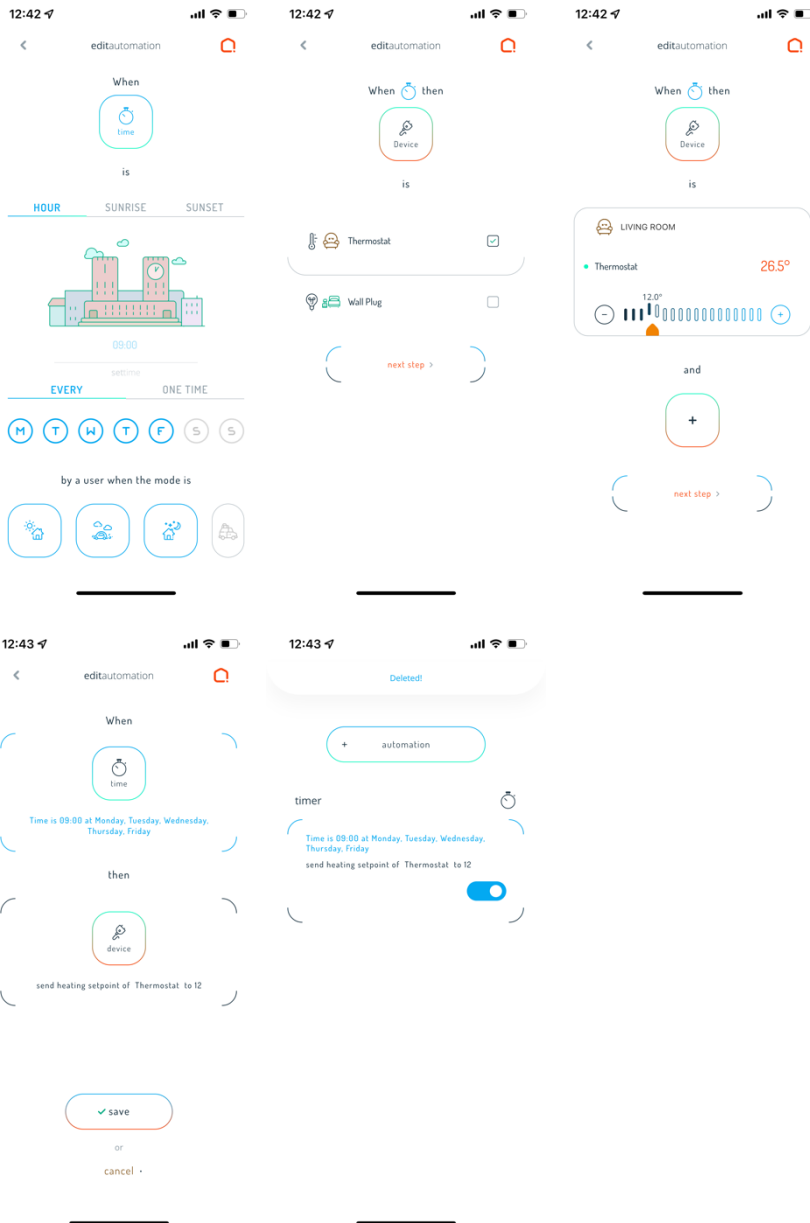 12:42
editautomation
When
time
is
HOUR SUNRISE SUNSET
09:00
settime
EVERY ONE TIME
M T W T F S S
by a user when the mode is
12:42
editautomation
When then
Device
is
Thermostat
Wall Plug
next step >
12:42
editautomation
When then
Device
is
LIVING ROOM
Thermostat 26.5°
12.0°
- +
and
+
next step >
12:43
editautomation
When
time
Time is 09:00 at Monday, Tuesday, Wednesday,
Thursday, Friday
then
device
send heating setpoint of Thermostat to 12
save
or
cancel
12:43
Deleted!
+ automation
timer
Time is 09:00 at Monday, Tuesday, Wednesday,
Thursday, Friday
send heating setpoint of Thermostat to 12